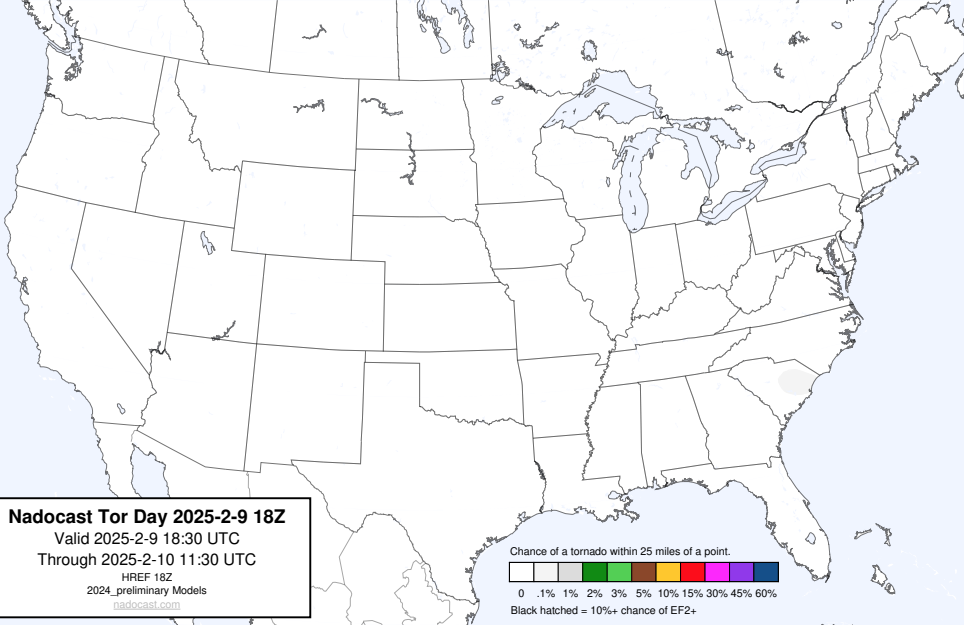 Nadocast Tor Day 2025-2-9 18Z
Valid 2025-2-9 18:30 UTC
Through 2025-2-10 11:30 UTC
HREF 18Z
2024_preliminary Models
nadocast.com
Chance of a tornado within 25 miles of a point.
0 .1% 1% 2% 3% 5% 10% 15% 30% 45% 60%
Black hatched = 10%+ chance of EF2+